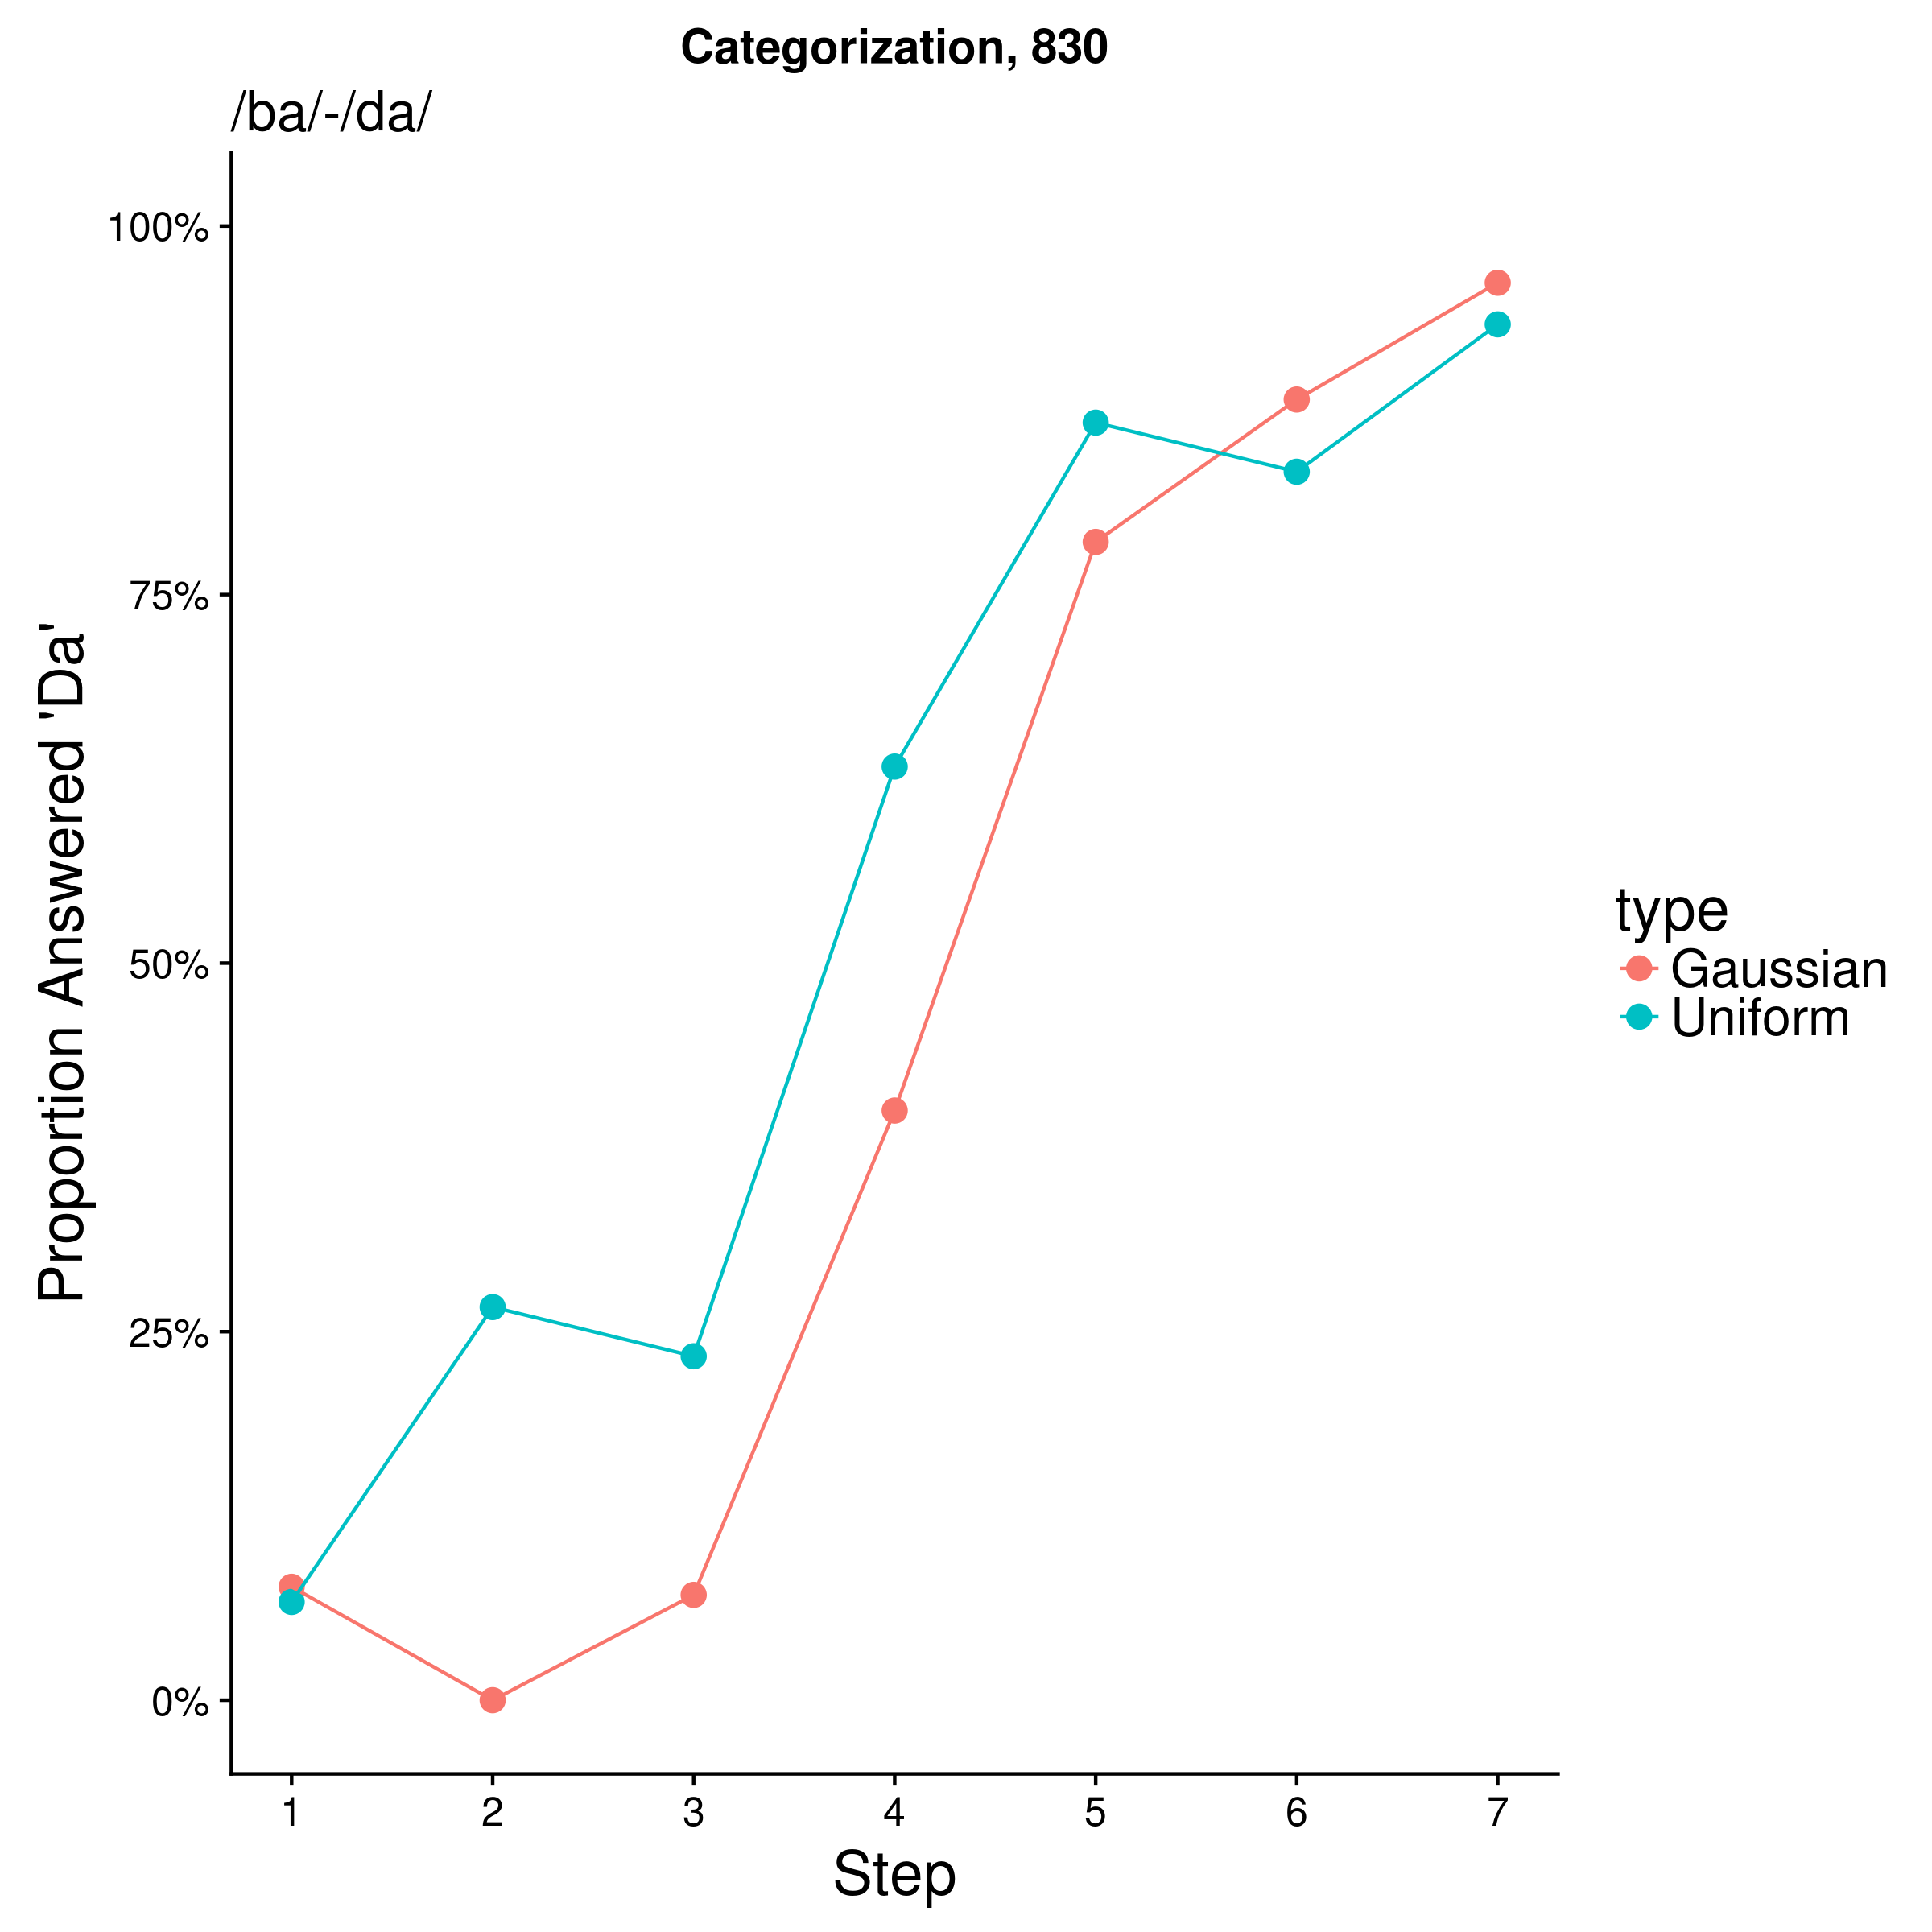 Categorization, 830
/ba/-/da/
Proportion Answered 'Da'
100%
75%
50%
25%
0%
1 2 3 4 5 6 7
Step
type
Gaussian
Uniform